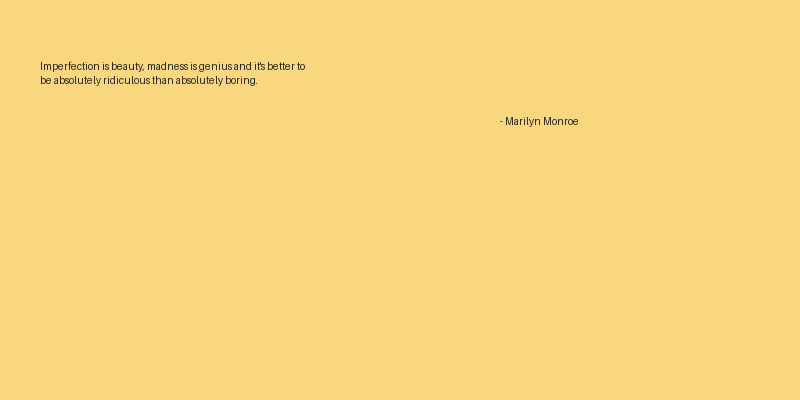 Imperfection is beauty, madness is genius and it's better to
be absolutely ridiculous than absolutely boring.
- Marilyn Monroe